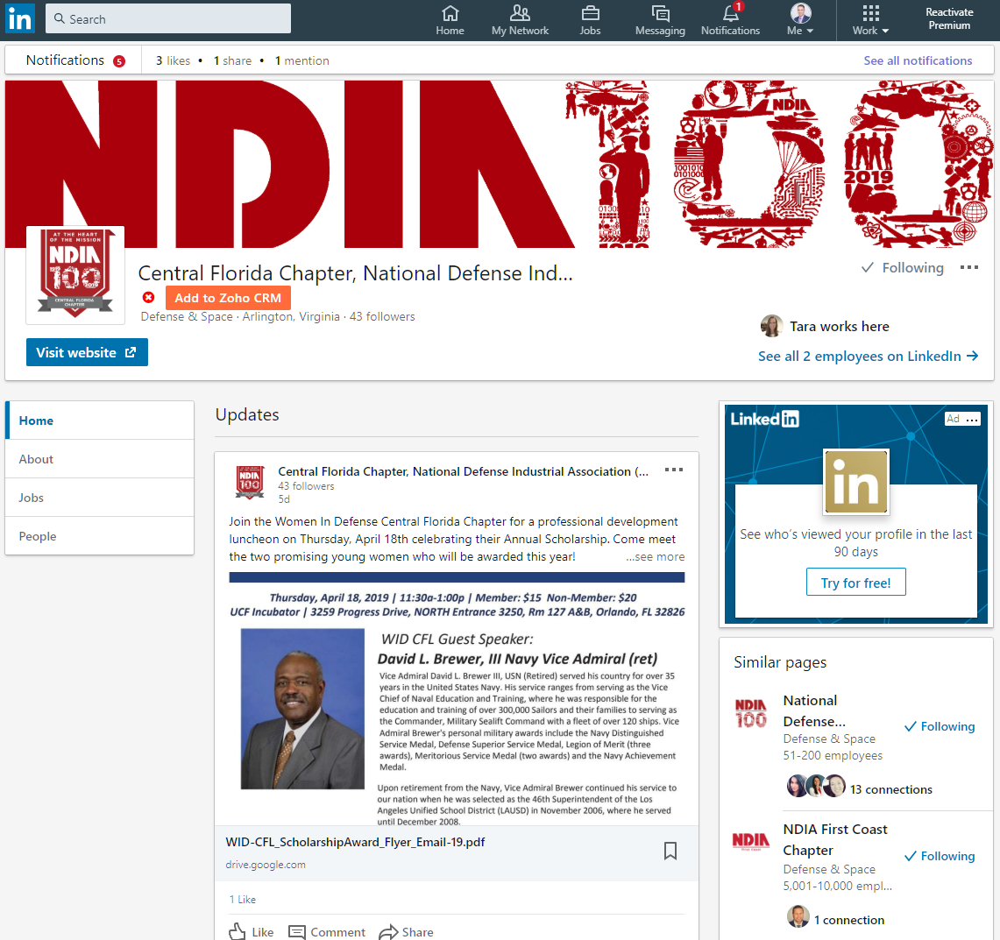 in
Search
Home
My Network
Jobs
Messaging
1
Notifications
Me
Work
Reactivate
Premium
Notifications 5
3 likes • 1 share • 1 mention
See all notifications
NDIA 100
NDIA
2019
AT THE HEART
OF THE MISSION
NDIA
100
CENTRAL FLORIDA
CHAPTER
Central Florida Chapter, National Defense Ind...
Following
Add to Zoho CRM
Defense & Space · Arlington, Virginia · 43 followers
Tara works here
Visit website
See all 2 employees on LinkedIn
Home
About
Jobs
People
Updates
NDIA
100
Central Florida Chapter, National Defense Industrial Association (...
43 followers
5d
Join the Women In Defense Central Florida Chapter for a professional development
luncheon on Thursday, April 18th celebrating their Annual Scholarship. Come meet
the two promising young women who will be awarded this year! ...see more
Thursday, April 18, 2019 | 11:30a-1:00p | Member: $15 Non-Member: $20
UCF Incubator | 3259 Progress Drive, NORTH Entrance 3250, Rm 127 A&B, Orlando, FL 32826
WID CFL Guest Speaker:
David L. Brewer, III Navy Vice Admiral (ret)
Vice Admiral David L. Brewer III, USN (Retired) served his country for over 35
years in the United States Navy. His service ranges from serving as the Vice
Chief of Naval Education and Training, where he was responsible for the
education and training of over 300,000 Sailors and their families to serving as
the Commander, Military Sealift Command with a fleet of over 120 ships. Vice
Admiral Brewer's personal military awards include the Navy Distinguished
Service Medal, Defense Superior Service Medal, Legion of Merit (three
awards), Meritorious Service Medal (two awards) and the Navy Achievement
Medal.
Upon retirement from the Navy, Vice Admiral Brewer continued his service to
our nation when he was selected as the 46th Superintendent of the Los
Angeles Unified School District (LAUSD) in November 2006, where he served
until December 2008.
WID-CFL_ScholarshipAward_Flyer_Email-19.pdf
drive.google.com
1 Like
Like
Comment
Share
Linked in
Ad ...
in
See who's viewed your profile in the last
90 days
Try for free!
Similar pages
NDIA
100
National
Defense...
Following
Defense & Space
51-200 employees
13 connections
NDIA
First Coast
NDIA First Coast
Chapter
Following
Defense & Space
5,001-10,000 empl...
1 connection